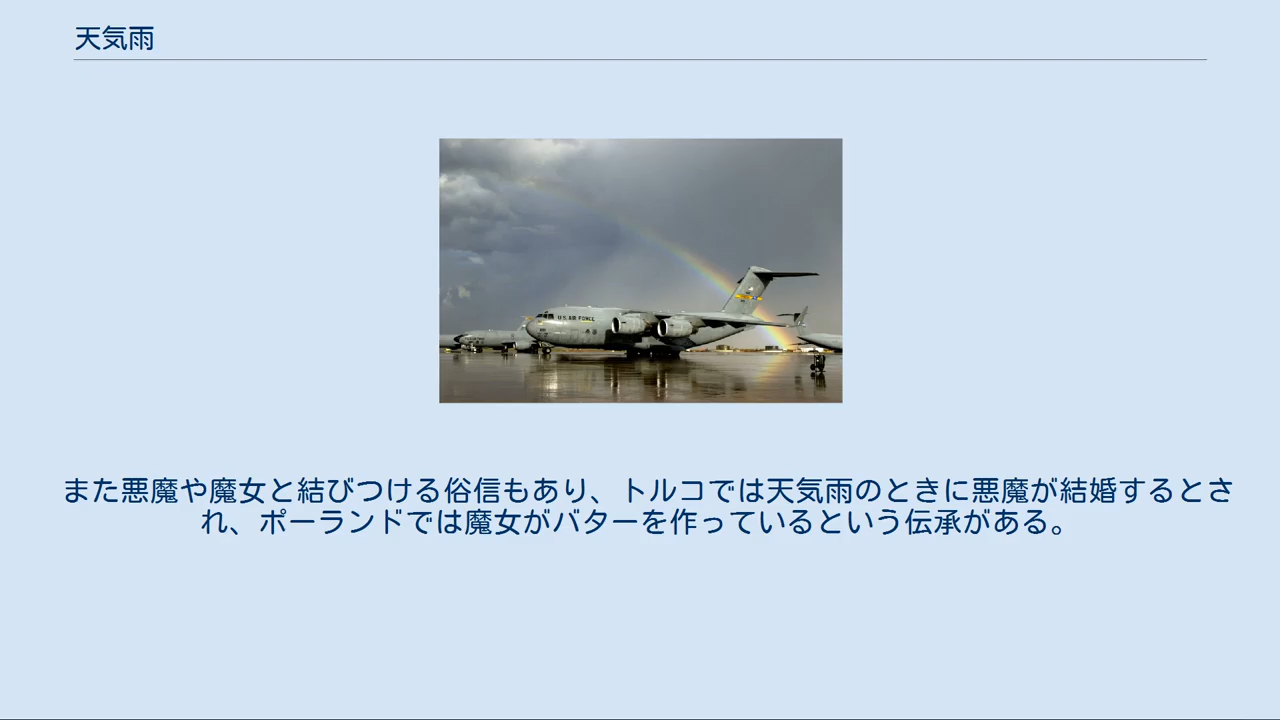 天気雨
U.S. AIR FORCE
また悪魔や魔女と結びつける俗信もあり、トルコでは天気雨のときに悪魔が結婚するとさ
れ、ポーランドでは魔女がバターを作っているという伝承がある。